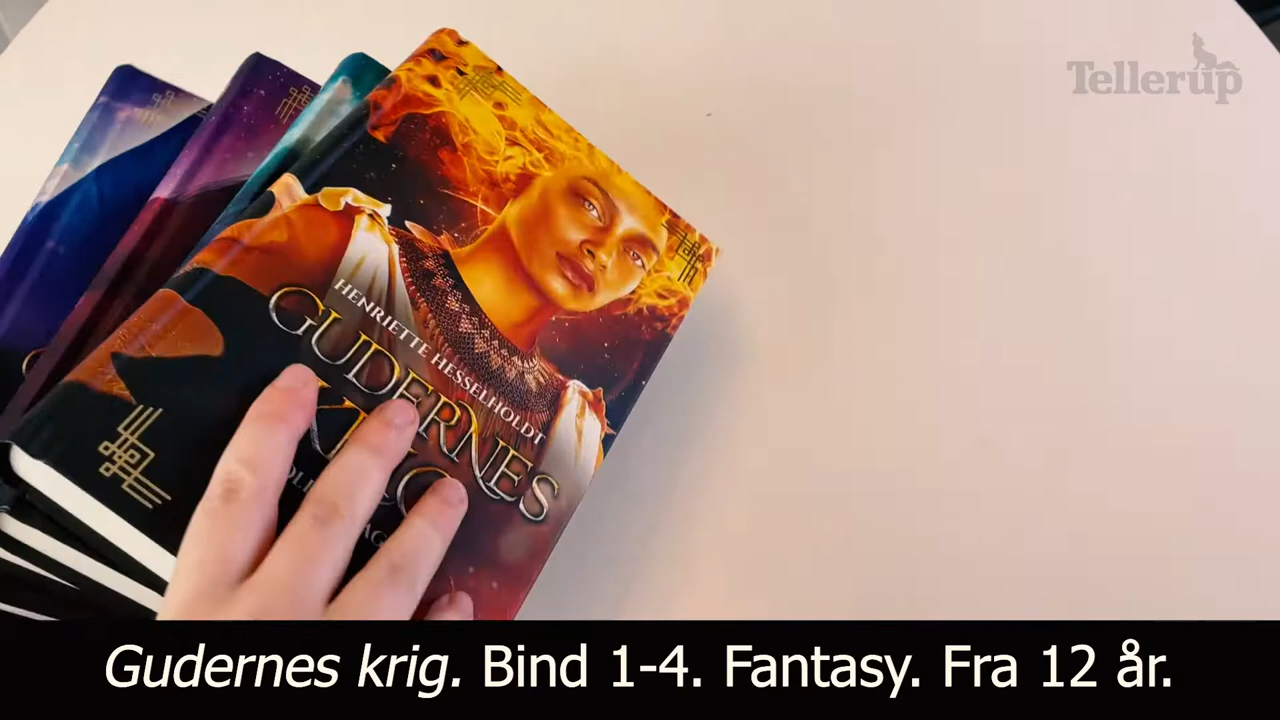 Tellerup
HENRIETTE HESSELHOLDT
GUDERNES
Gudernes krig. Bind 1-4. Fantasy. Fra 12 år.